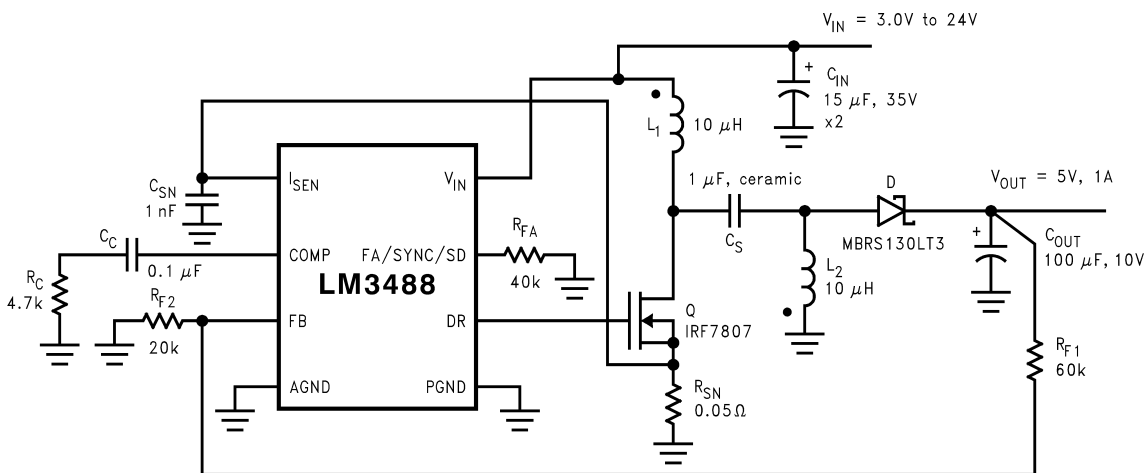 V_IN = 3.0V to 24V
+
C_IN
15 μF, 35V
x2
L_1
10 μH
I_SEN
V_IN
C_SN
1 nF
1 μF, ceramic
C_S
D
MBRS130LT3
V_OUT = 5V, 1A
+
C_OUT
100 μF, 10V
C_C
0.1 μF
COMP
FA/SYNC/SD
R_FA
40k
LM3488
R_C
4.7k
R_F2
20k
FB
DR
Q
IRF7807
L_2
10 μH
R_F1
60k
AGND
PGND
R_SN
0.05Ω